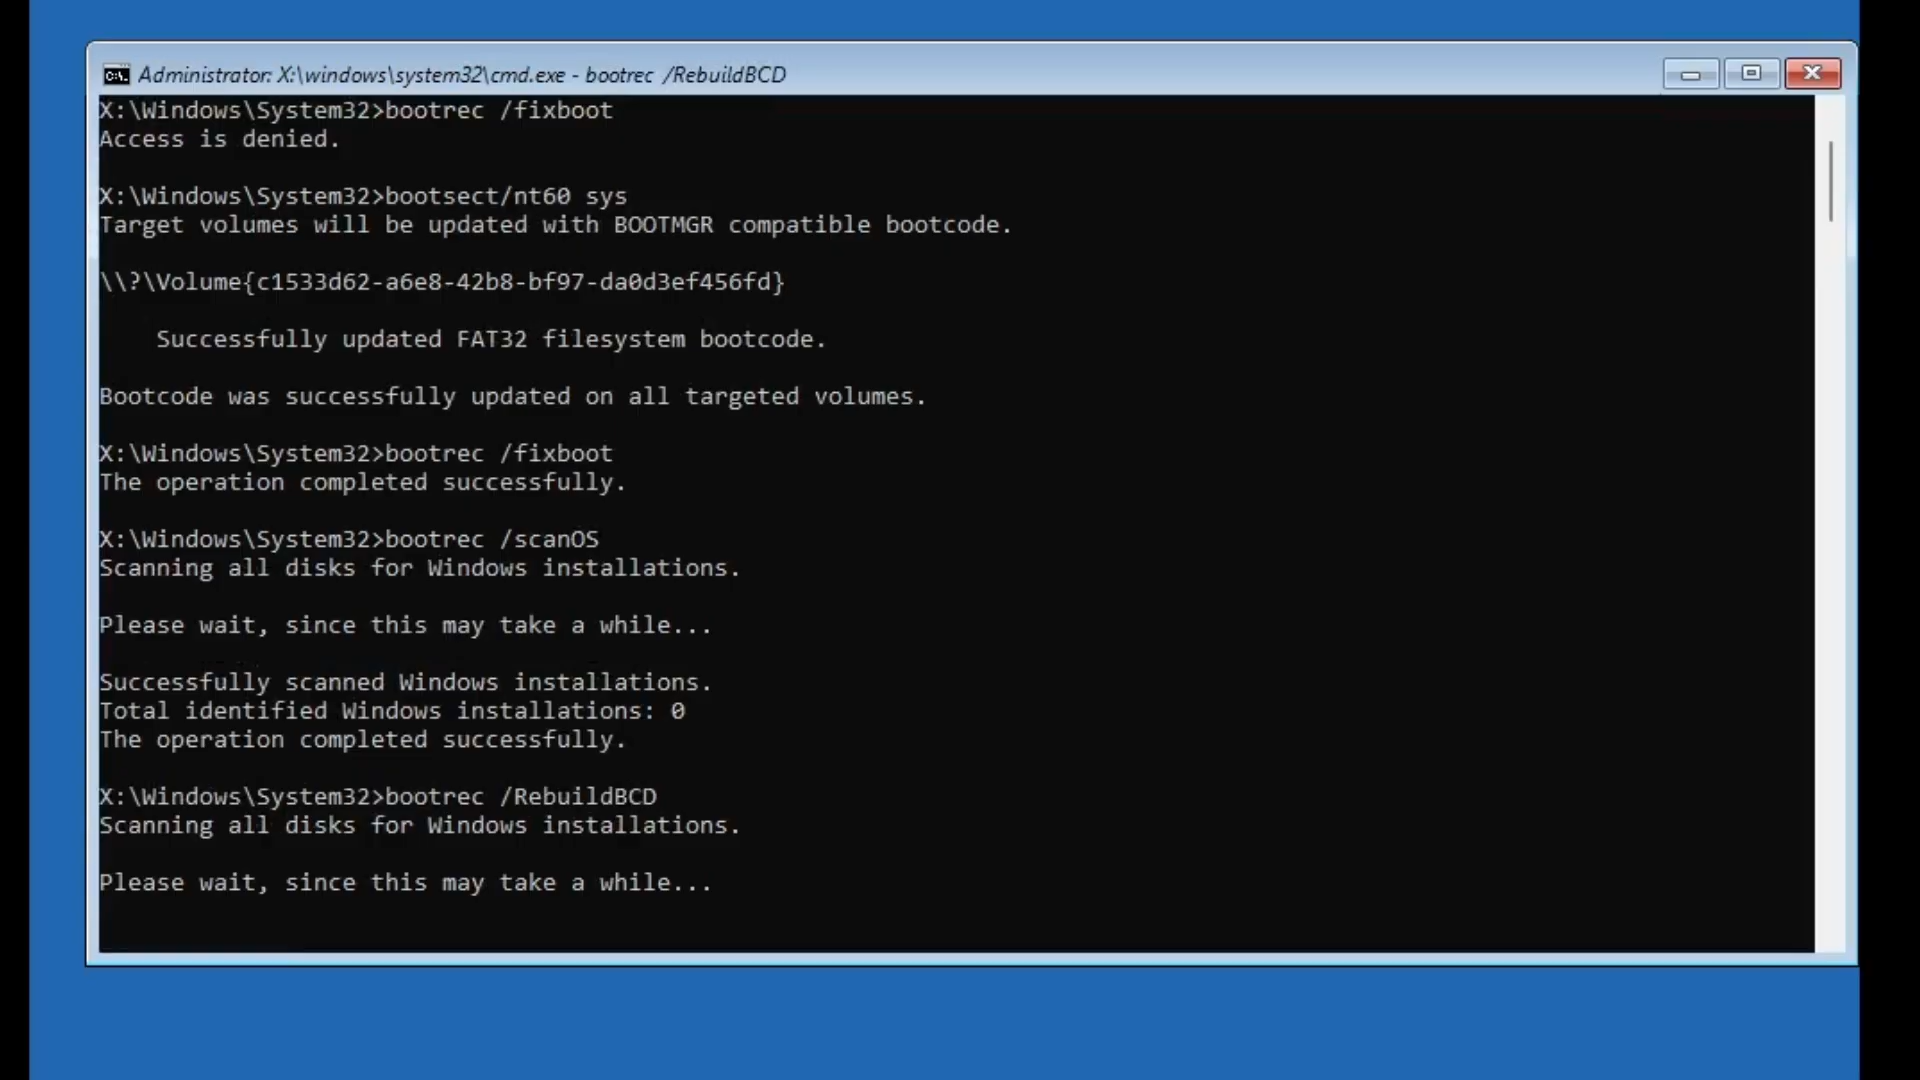 Administrator: X:\windows\system32\cmd.exe - bootrec /RebuildBCD
X:\Windows\System32>bootrec /fixboot
Access is denied.
X:\Windows\System32>bootsect/nt60 sys
Target volumes will be updated with BOOTMGR compatible bootcode.
\\?\Volume{c1533d62-a6e8-42b8-bf97-da0d3ef456fd}
Successfully updated FAT32 filesystem bootcode.
Bootcode was successfully updated on all targeted volumes.
X:\Windows\System32>bootrec /fixboot
The operation completed successfully.
X:\Windows\System32>bootrec /scanOS
Scanning all disks for Windows installations.
Please wait, since this may take a while...
Successfully scanned Windows installations.
Total identified Windows installations: 0
The operation completed successfully.
X:\Windows\System32>bootrec /RebuildBCD
Scanning all disks for Windows installations.
Please wait, since this may take a while...